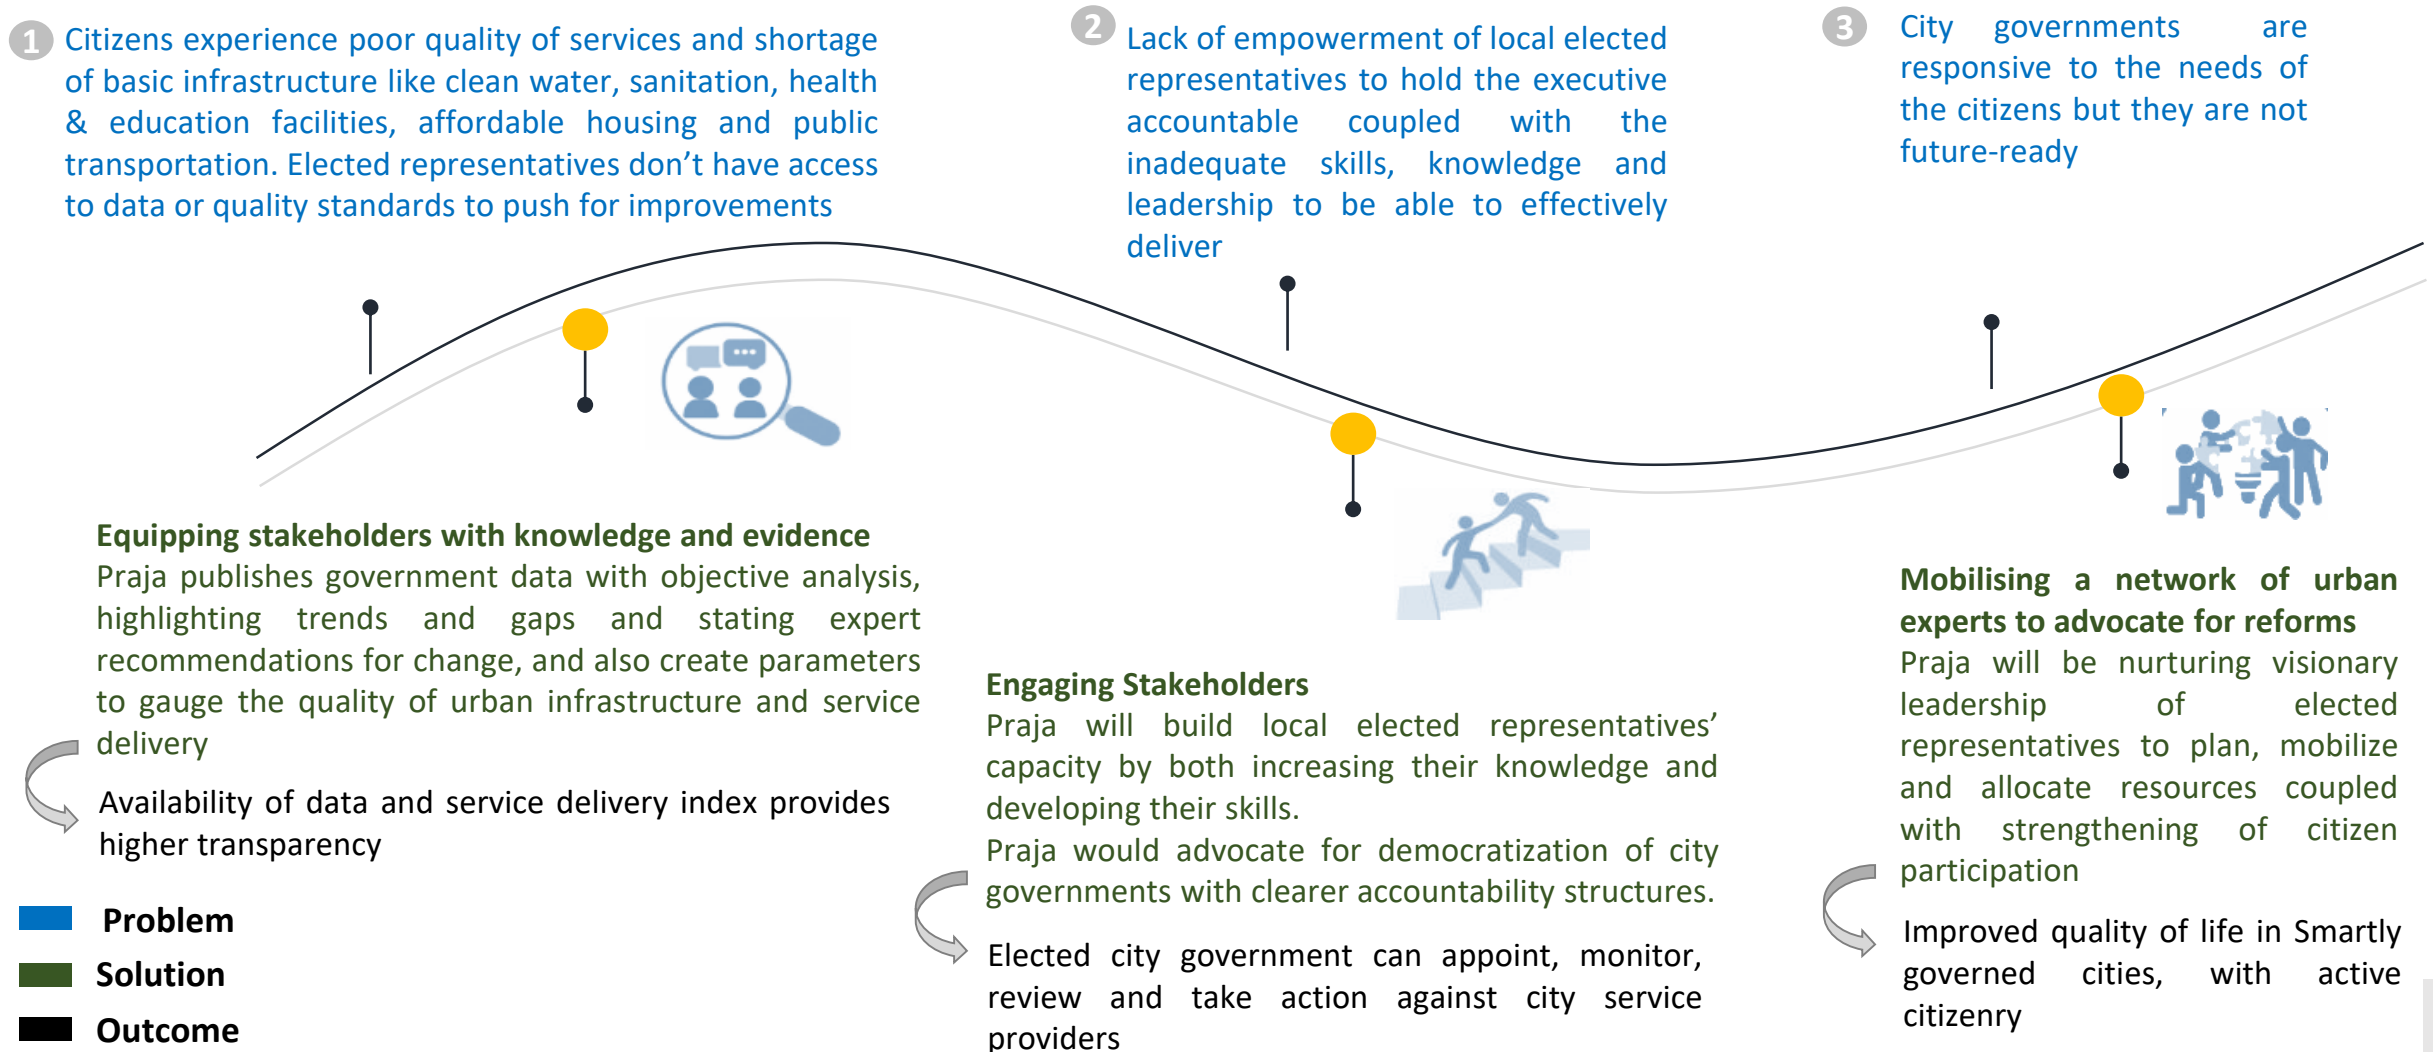 1
Citizens experience poor quality of services and shortage
of basic infrastructure like clean water, sanitation, health
& education facilities, affordable housing and public
transportation. Elected representatives don’t have access
to data or quality standards to push for improvements
2
Lack of empowerment of local elected
representatives to hold the executive
accountable coupled with the
inadequate skills, knowledge and
leadership to be able to effectively
deliver
3
City governments are
responsive to the needs of
the citizens but they are not
future-ready
Equipping stakeholders with knowledge and evidence
Praja publishes government data with objective analysis,
highlighting trends and gaps and stating expert
recommendations for change, and also create parameters
to gauge the quality of urban infrastructure and service
delivery
Availability of data and service delivery index provides
higher transparency
Engaging Stakeholders
Praja will build local elected representatives’
capacity by both increasing their knowledge and
developing their skills.
Praja would advocate for democratization of city
governments with clearer accountability structures.
Elected city government can appoint, monitor,
review and take action against city service
providers
Mobilising a network of urban
experts to advocate for reforms
Praja will be nurturing visionary
leadership of elected
representatives to plan, mobilize
and allocate resources coupled
with strengthening of citizen
participation
Improved quality of life in Smartly
governed cities, with active
citizenry
Problem
Solution
Outcome